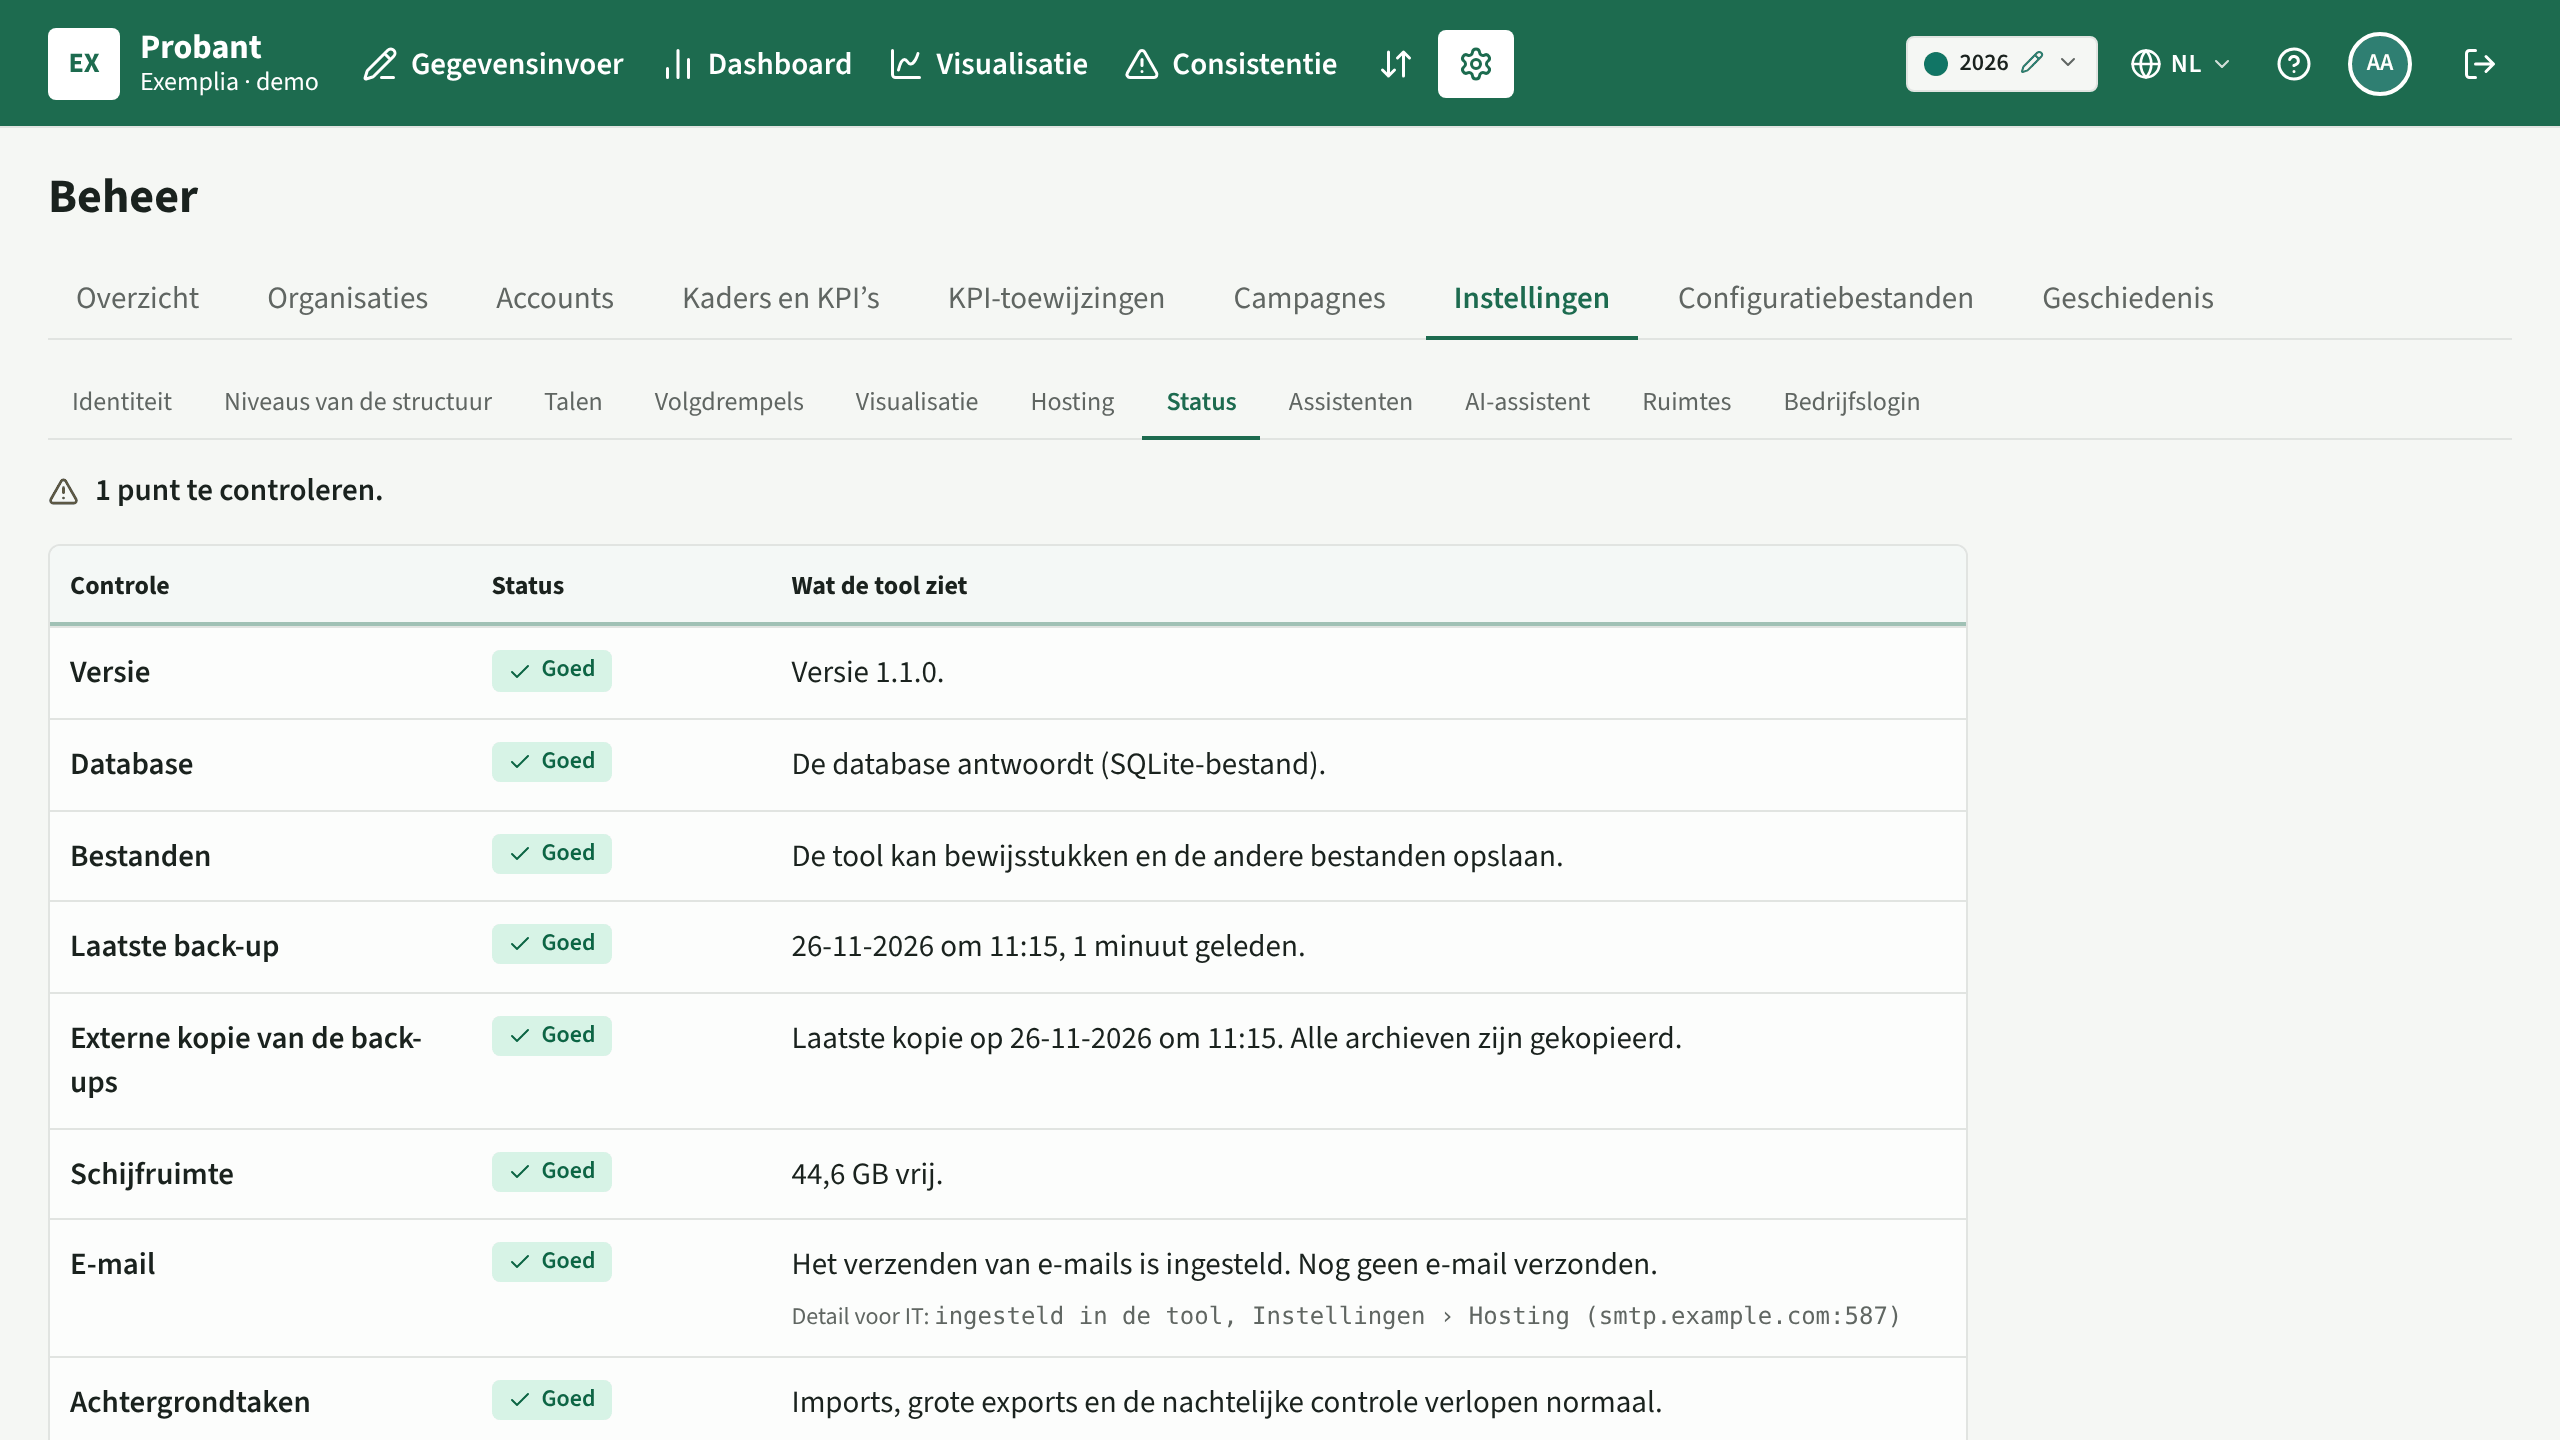 EX
Probant
Exemplia · demo
Gegevensinvoer
Dashboard
Visualisatie
Consistentie
2026
NL
AA
Beheer
Overzicht
Organisaties
Accounts
Kaders en KPI’s
KPI-toewijzingen
Campagnes
Instellingen
Configuratiebestanden
Geschiedenis
Identiteit
Niveaus van de structuur
Talen
Volgdrempels
Visualisatie
Hosting
Status
Assistenten
AI-assistent
Ruimtes
Bedrijfslogin
1 punt te controleren.
Controle Status Wat de tool ziet
Versie Goed Versie 1.1.0.
Database Goed De database antwoordt (SQLite-bestand).
Bestanden Goed De tool kan bewijsstukken en de andere bestanden opslaan.
Laatste back-up Goed 26-11-2026 om 11:15, 1 minuut geleden.
Externe kopie van de back- Goed Laatste kopie op 26-11-2026 om 11:15. Alle archieven zijn gekopieerd.
ups
Schijfruimte Goed 44,6 GB vrij.
E-mail Goed Het verzenden van e-mails is ingesteld. Nog geen e-mail verzonden.
Detail voor IT: ingesteld in de tool, Instellingen › Hosting (smtp.example.com:587)
Achtergrondtaken Goed Imports, grote exports en de nachtelijke controle verlopen normaal.